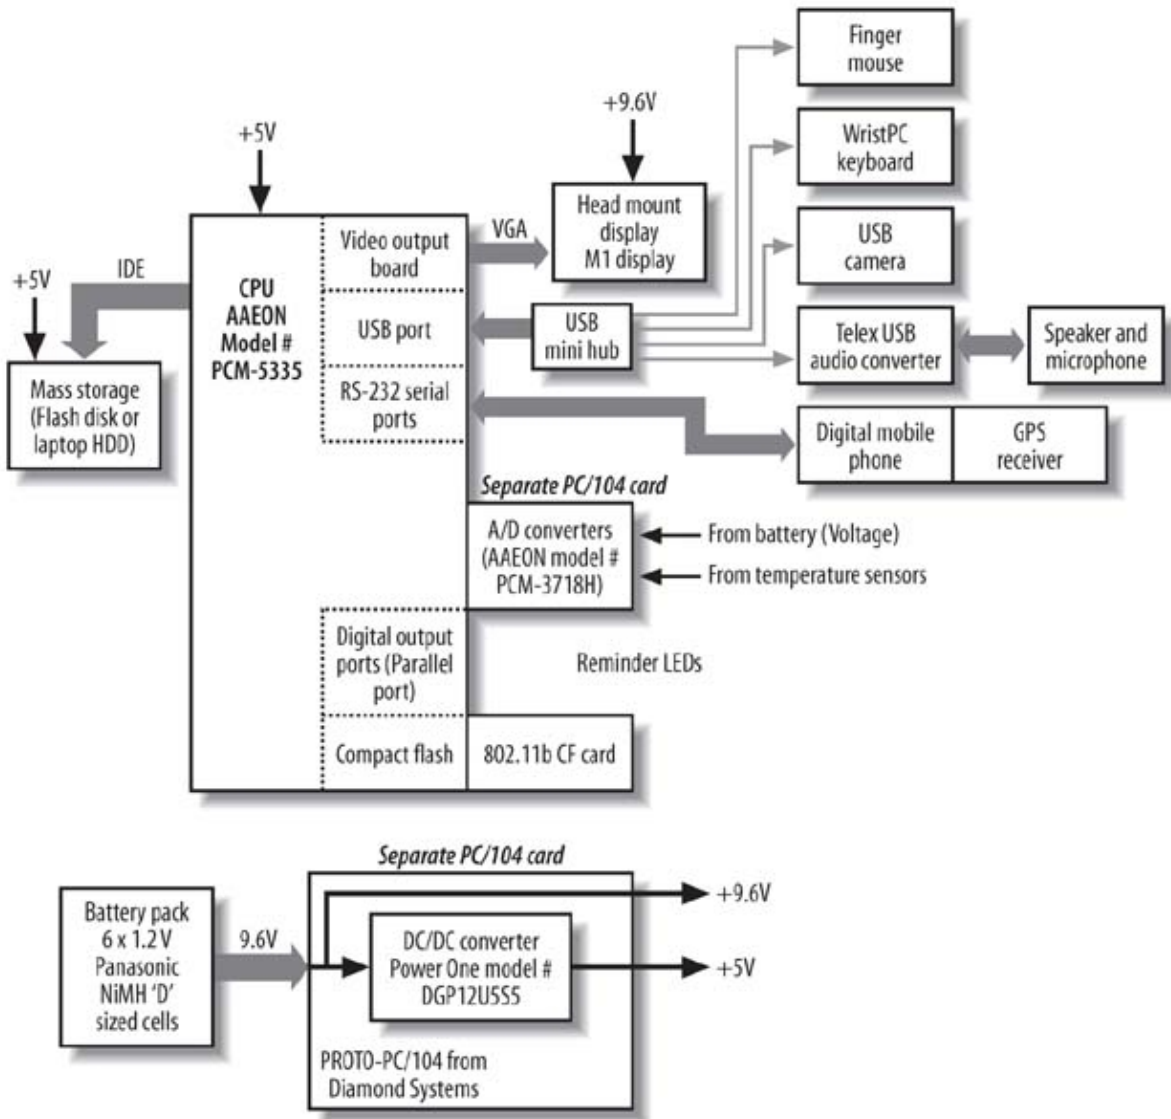 Finger
mouse
+9.6V
WristPC
keyboard
+5V
Head mount
display
M1 display
VGA
Video output
board
USB
camera
IDE
+5V
CPU
AAEON
Model #
PCM-5335
USB port
USB
mini hub
Telex USB
audio converter
Speaker and
microphone
Mass storage
(Flash disk or
laptop HDD)
RS-232 serial
ports
Digital mobile
phone
GPS
receiver
Separate PC/104 card
A/D converters
(AAEON model #
PCM-3718H)
From battery (Voltage)
From temperature sensors
Digital output
ports (Parallel
port)
Reminder LEDs
Compact flash
802.11b CF card
Separate PC/104 card
Battery pack
6 x 1.2 V
Panasonic
NiMH 'D'
sized cells
9.6V
+9.6V
DC/DC converter
Power One model #
DGP12U5S5
+5V
PROTO-PC/104 from
Diamond Systems